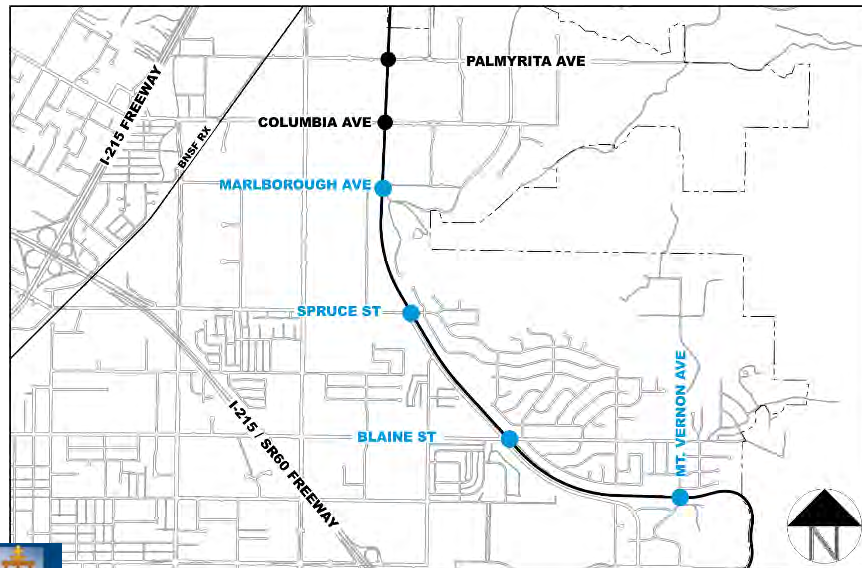 PALMYRITA AVE
I-215 FREEWAY
COLUMBIA AVE
BNSF RX
MARLBOROUGH AVE
SPRUCE ST
MT. VERNON AVE
I-215 / SR60 FREEWAY
BLAINE ST
N